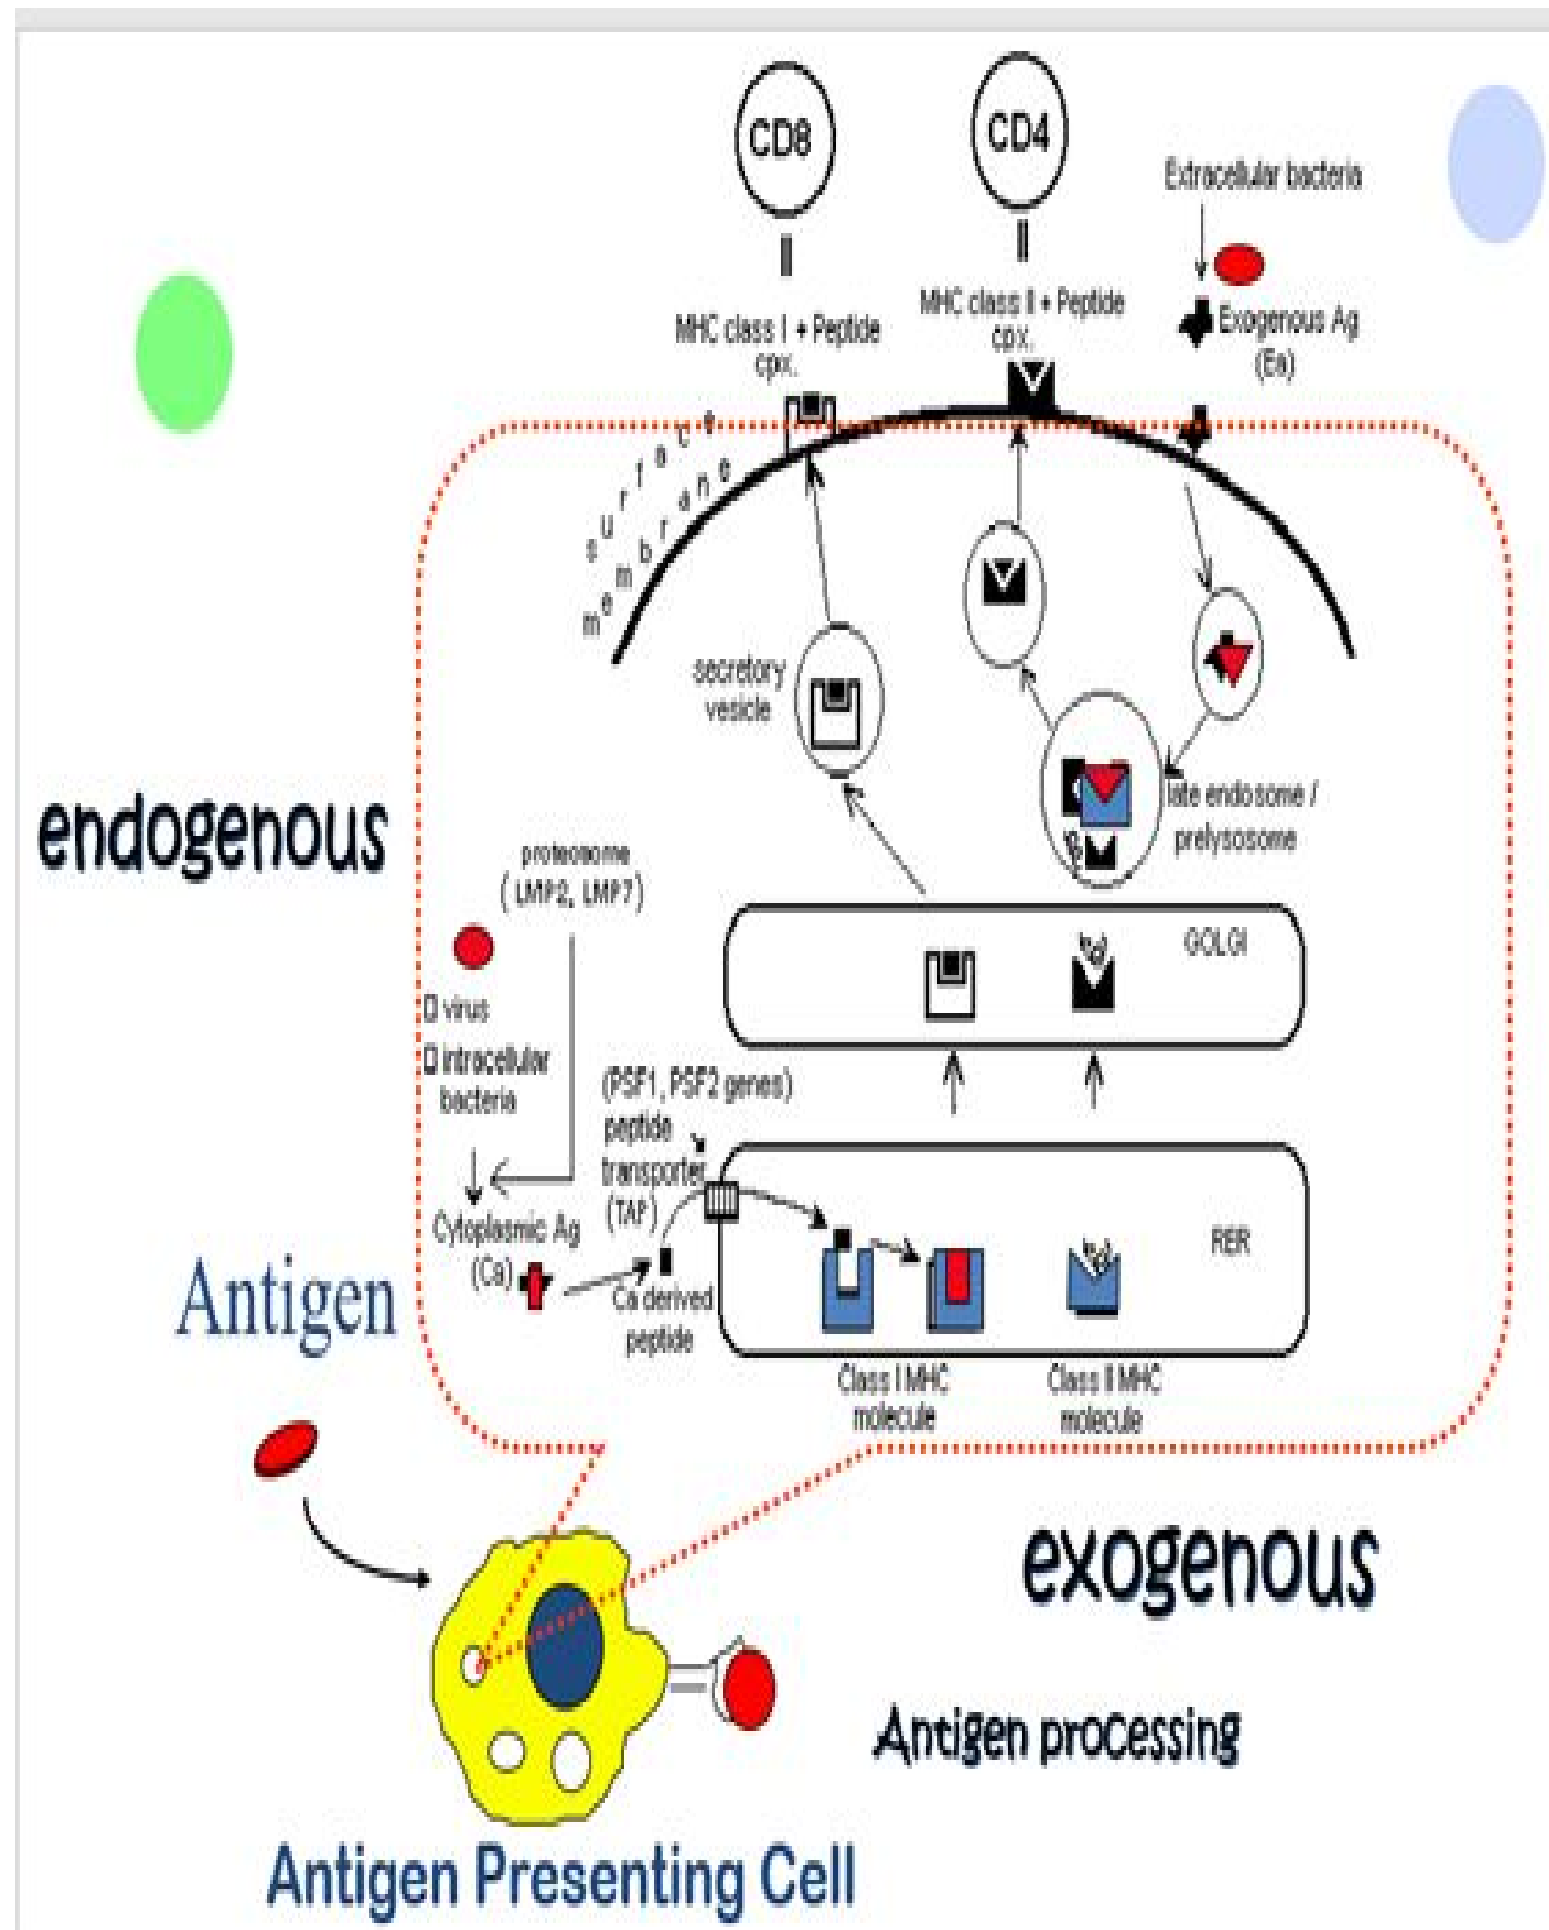 CD8
CD4
Extracellular bacteria
MHC class I + Peptide
cpx.
MHC class II + Peptide
cpx.
Exogenous Ag
(Ea)
surface
membrane
secretory
vesicle
late endosome /
prelysosome
endogenous
proteosome
( LMP2, LMP7)
GOLGI
virus
intracellular
bacteria
(PSF1, PSF2 genes)
peptide
transporter
(TAP)
Cytoplasmic Ag
(Ca)
RER
Ca derived
peptide
Antigen
Class I MHC
molecule
Class II MHC
molecule
exogenous
Antigen processing
Antigen Presenting Cell